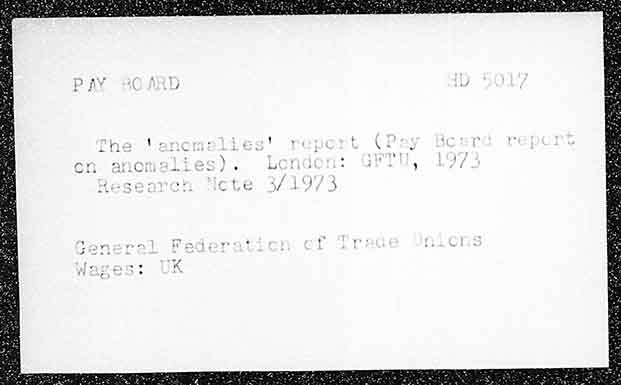 PAY BOARD HD 5017
The 'anomalies' report (Pay Board report
on anomalies). London: GFTU, 1973
Research Note 3/1973
General Federation of Trade Unions
Wages: UK